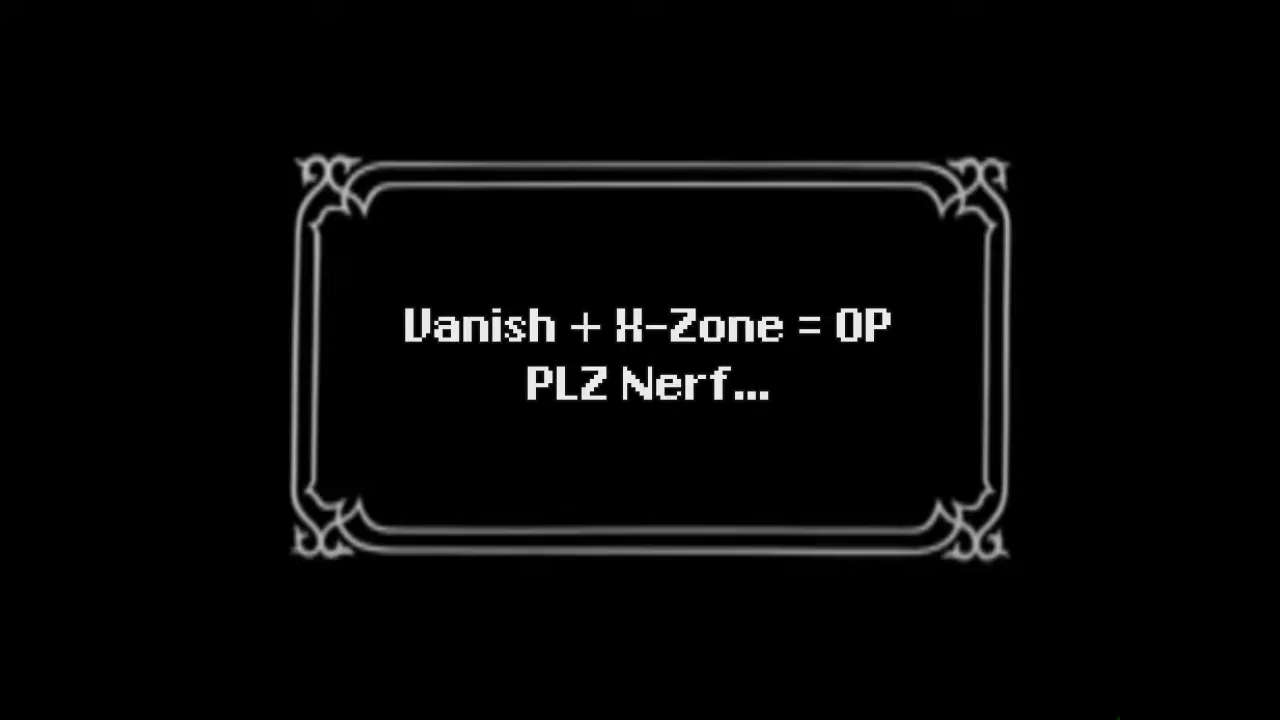 Vanish + X-Zone = OP
PLZ Nerf...